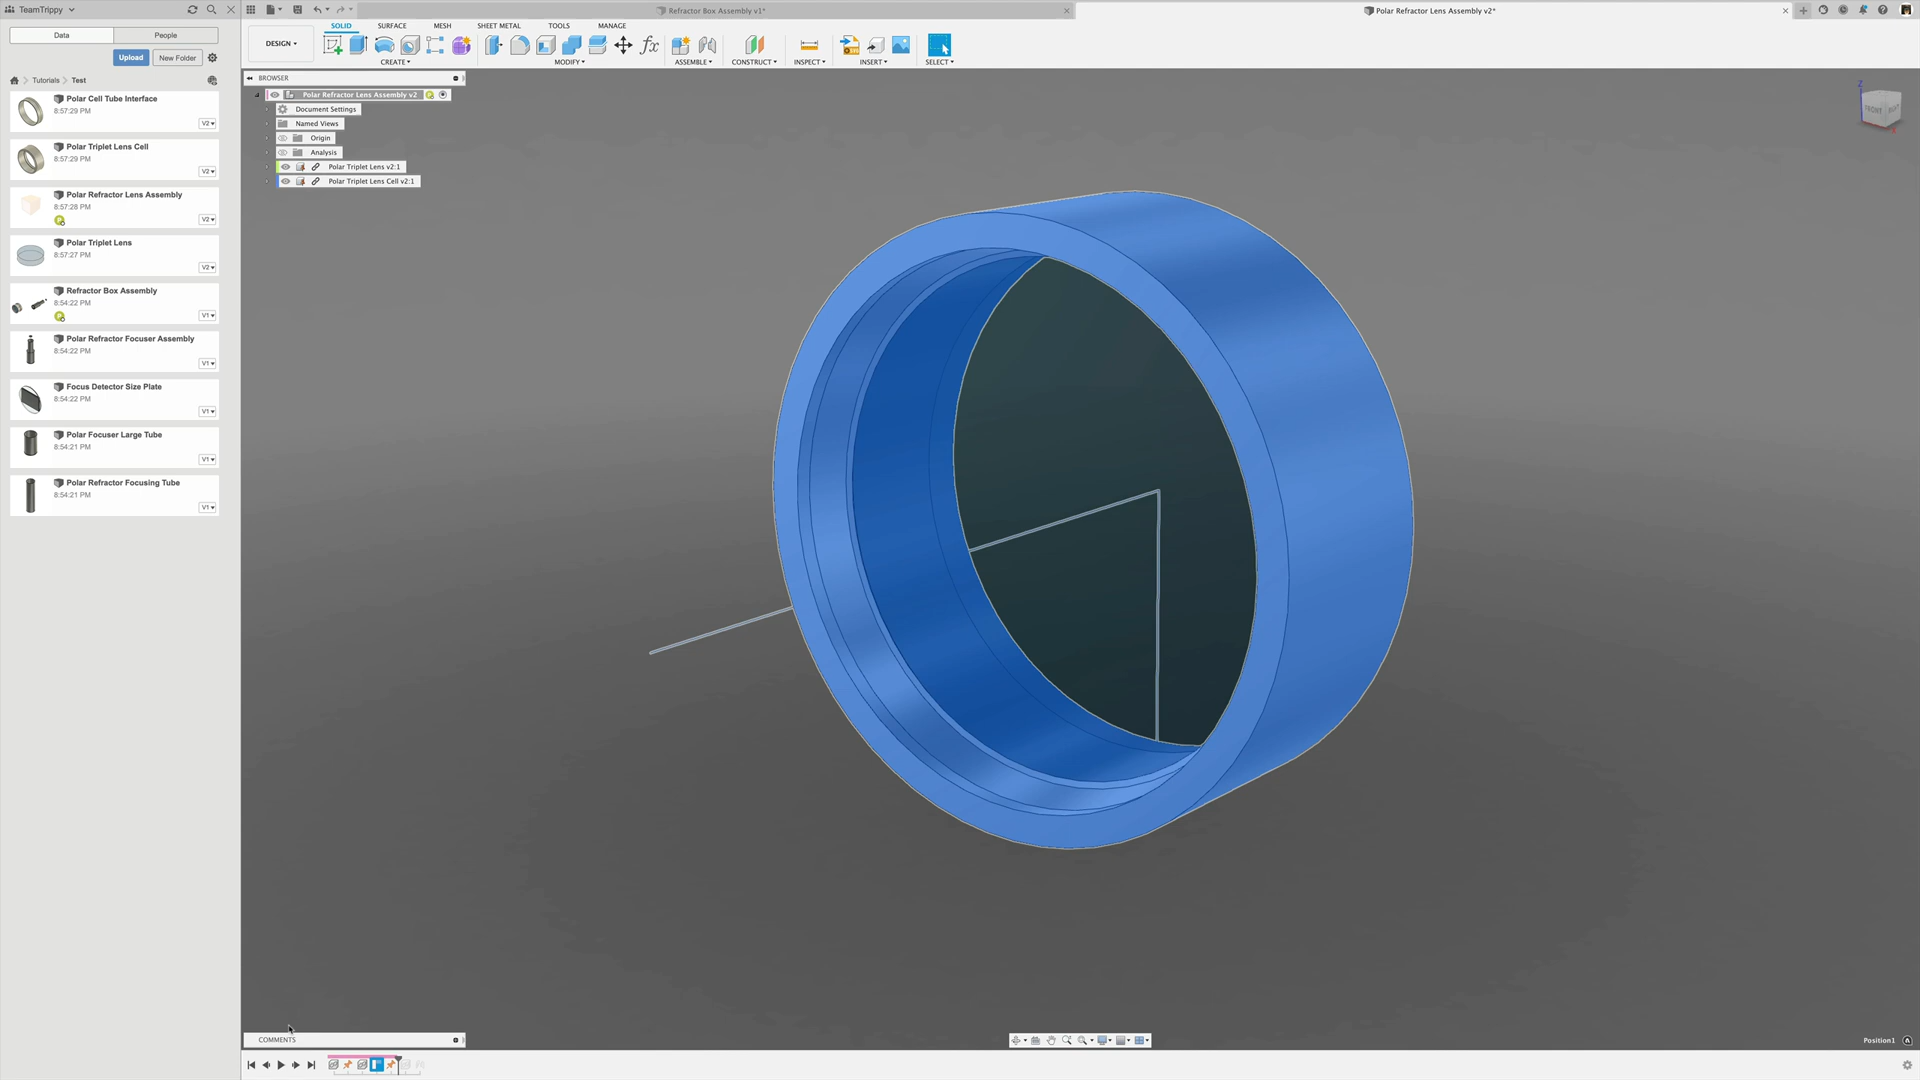 TeamTrippy
Refractor Box Assembly v1*
Polar Refractor Lens Assembly v2*
Data
People
Upload
New Folder
Tutorials
Test
Polar Cell Tube Interface
8:57:29 PM
V2
Polar Triplet Lens Cell
8:57:29 PM
V2
Polar Refractor Lens Assembly
8:57:28 PM
V2
Polar Triplet Lens
8:57:27 PM
V2
Refractor Box Assembly
8:54:22 PM
V1
Polar Refractor Focuser Assembly
8:54:22 PM
V1
Focus Detector Size Plate
8:54:22 PM
V1
Polar Focuser Large Tube
8:54:21 PM
V1
Polar Refractor Focusing Tube
8:54:21 PM
V1
DESIGN
SOLID
SURFACE
MESH
SHEET METAL
TOOLS
MANAGE
fx
CREATE
MODIFY
ASSEMBLE
CONSTRUCT
INSPECT
INSERT
SELECT
BROWSER
Polar Refractor Lens Assembly v2
Document Settings
Named Views
Origin
Analysis
Polar Triplet Lens v2:1
Polar Triplet Lens Cell v2:1
Z
FRONT
RIGHT
X
COMMENTS
Position1